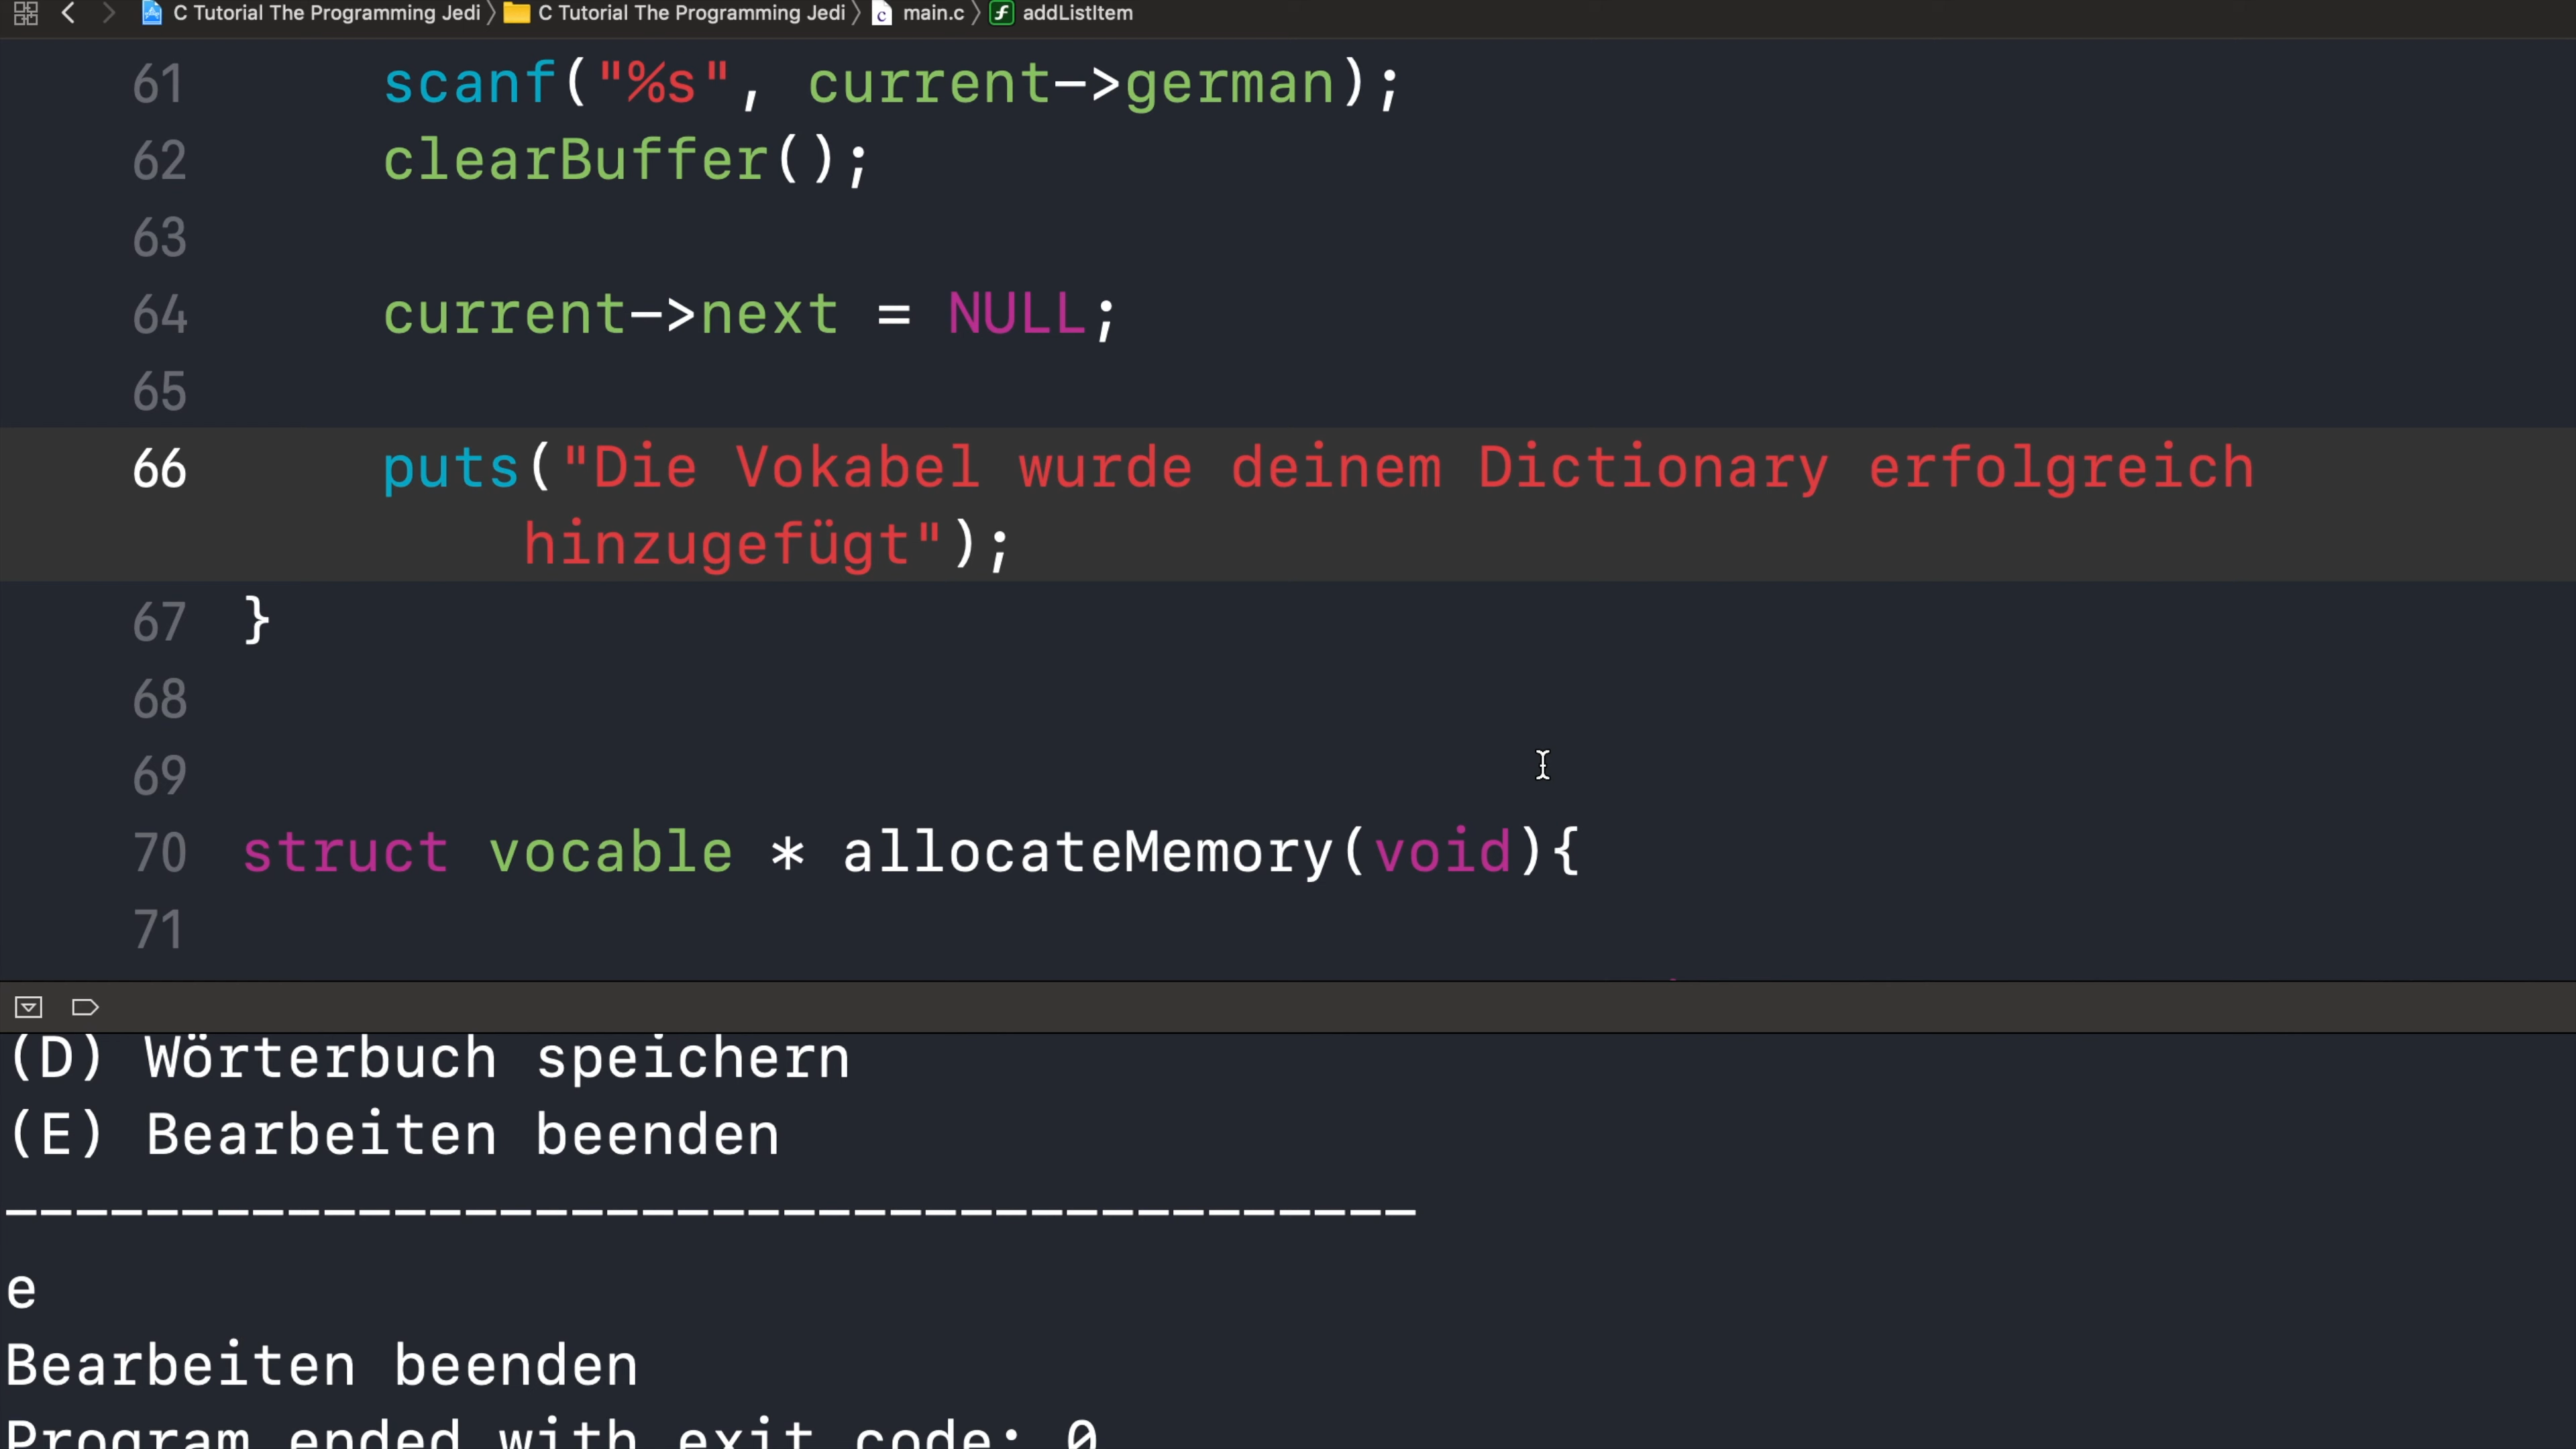 C Tutorial The Programming Jedi 〉 C Tutorial The Programming Jedi 〉 main.c 〉 addListItem
61 scanf("%s", current->german);
62 clearBuffer();
63
64 current->next = NULL;
65
66 puts("Die Vokabel wurde deinem Dictionary erfolgreich
hinzugefügt");
67 }
68
69
70 struct vocable * allocateMemory(void){
71
(D) Wörterbuch speichern
(E) Bearbeiten beenden
----------------------------------------
e
Bearbeiten beenden
Program ended with exit code: 0